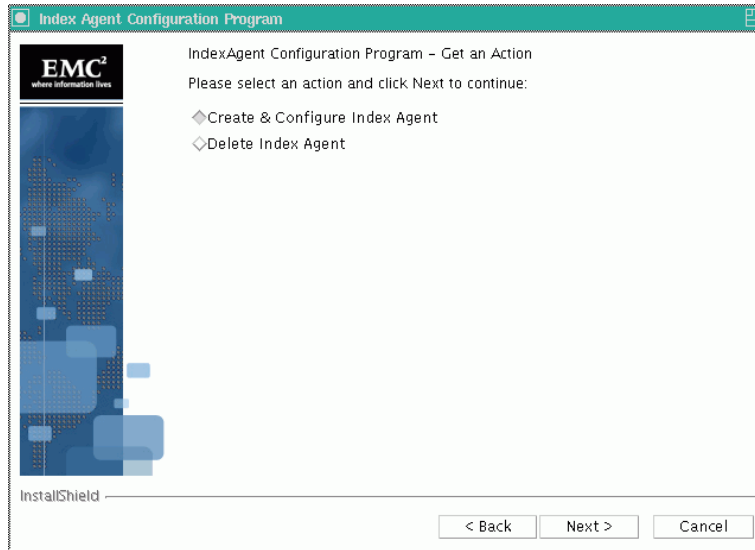 Index Agent Configuration Program
EMC²
where information lives
IndexAgent Configuration Program – Get an Action
Please select an action and click Next to continue:
Create & Configure Index Agent
Delete Index Agent
InstallShield
< Back
Next >
Cancel